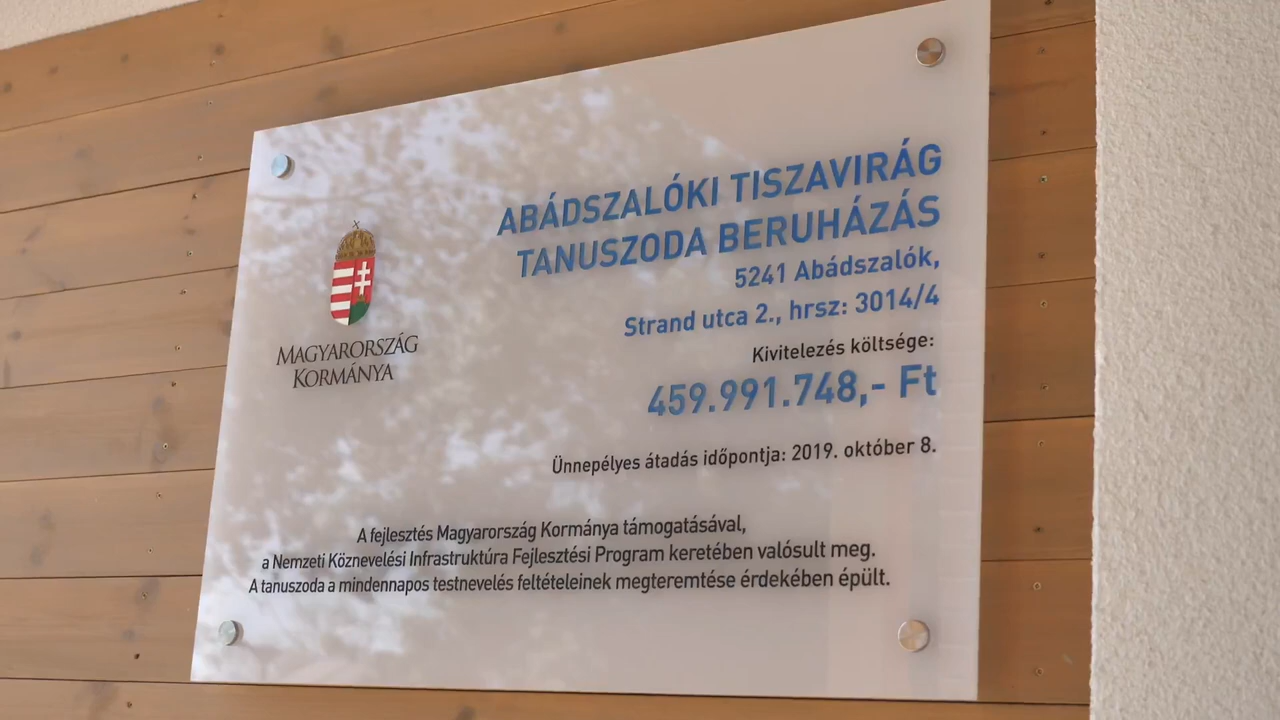 MAGYARORSZÁG
KORMÁNYA
ABÁDSZALÓKI TISZAVIRÁG
TANUSZODA BERUHÁZÁS
5241 Abádszalók,
Strand utca 2., hrsz: 3014/4
Kivitelezés költsége:
459.991.748,- Ft
Ünnepélyes átadás időpontja: 2019. október 8.
A fejlesztés Magyarország Kormánya támogatásával,
a Nemzeti Köznevelési Infrastruktúra Fejlesztési Program keretében valósult meg.
A tanuszoda a mindennapos testnevelés feltételeinek megteremtése érdekében épült.